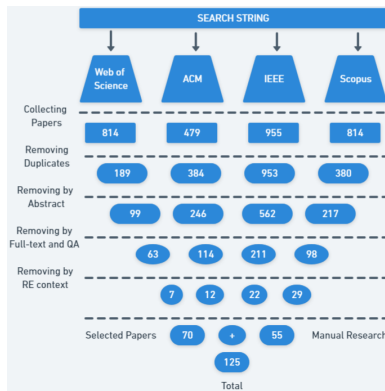 SEARCH STRING
Web of
Science
ACM
IEEE
Scopus
Collecting
Papers
814
479
955
814
Removing
Duplicates
189
384
953
380
Removing by
Abstract
99
246
562
217
Removing by
Full-text and QA
63
114
211
98
Removing by
RE context
7
12
22
29
Selected Papers
70
+
55
Manual Research
125
Total